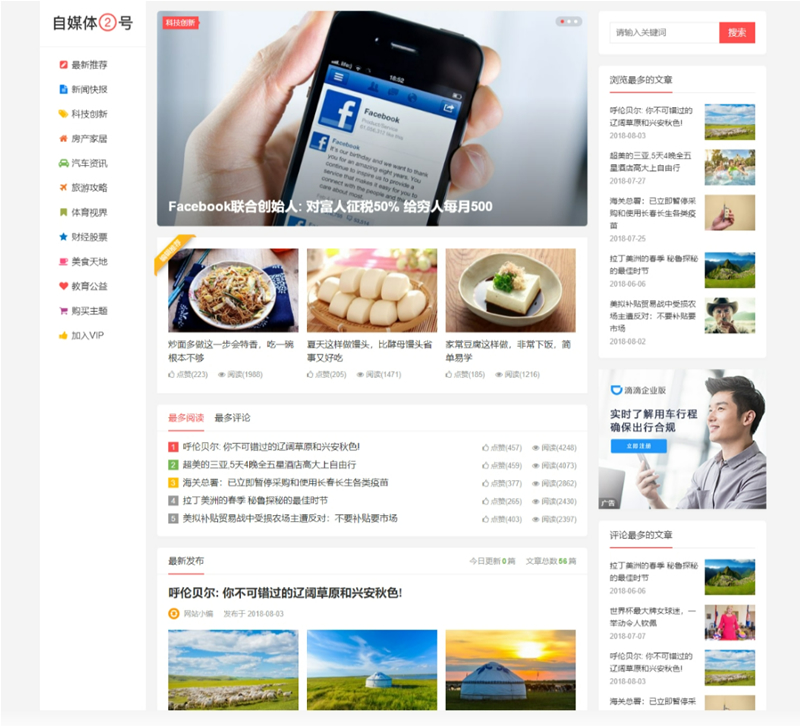 自媒体2号
最新推荐
新闻快报
科技创新
房产家居
汽车资讯
旅游攻略
体育视界
财经股票
美食天地
教育公益
购买主题
加入VIP
科技创新
18:02
Facebook
Product/Service
Facebook
It's our birthday and we want to
thank you for an amazing eight years.
Facebook联合创始人: 对富人征税50% 给穷人每月500
炒面多做这一步会特香，吃一碗
根本不够
点赞(223) 阅读(1988)
夏天这样做馒头，比酵母馒头省
事又好吃
点赞(205) 阅读(1471)
家常豆腐这样做，非常下饭，简
单易学
点赞(185) 阅读(1216)
最多阅读 最多评论
1 呼伦贝尔: 你不可错过的辽阔草原和兴安秋色! 点赞(457) 阅读(4248)
2 超美的三亚,5天4晚全五星酒店高大上自由行 点赞(459) 阅读(4073)
3 海关总署：已立即暂停采购和使用长春长生各类疫苗 点赞(377) 阅读(2862)
4 拉丁美洲的春季 秘鲁探秘的最佳时节 点赞(265) 阅读(2430)
5 美拟补贴贸易战中受损农场主遭反对：不要补贴要市场 点赞(403) 阅读(2397)
最新发布 今日更新 0 篇 文章总数 56 篇
呼伦贝尔: 你不可错过的辽阔草原和兴安秋色!
网站小编 发布于 2018-08-03
请输入关键词 搜索
浏览最多的文章
呼伦贝尔: 你不可错过的
辽阔草原和兴安秋色!
2018-08-03
超美的三亚,5天4晚全五
星酒店高大上自由行
2018-07-27
海关总署：已立即暂停采
购和使用长春长生各类疫
苗
2018-07-25
拉丁美洲的春季 秘鲁探秘
的最佳时节
2018-06-06
美拟补贴贸易战中受损农
场主遭反对：不要补贴要
市场
2018-08-02
滴滴企业版
实时了解用车行程
确保出行合规
立即注册
广告
评论最多的文章
拉丁美洲的春季 秘鲁探秘
的最佳时节
2018-06-06
世界杯最大牌女球迷，一
举动令人钦佩
2018-07-07
呼伦贝尔: 你不可错过的
辽阔草原和兴安秋色!
2018-08-03
海关总署：已立即暂停采